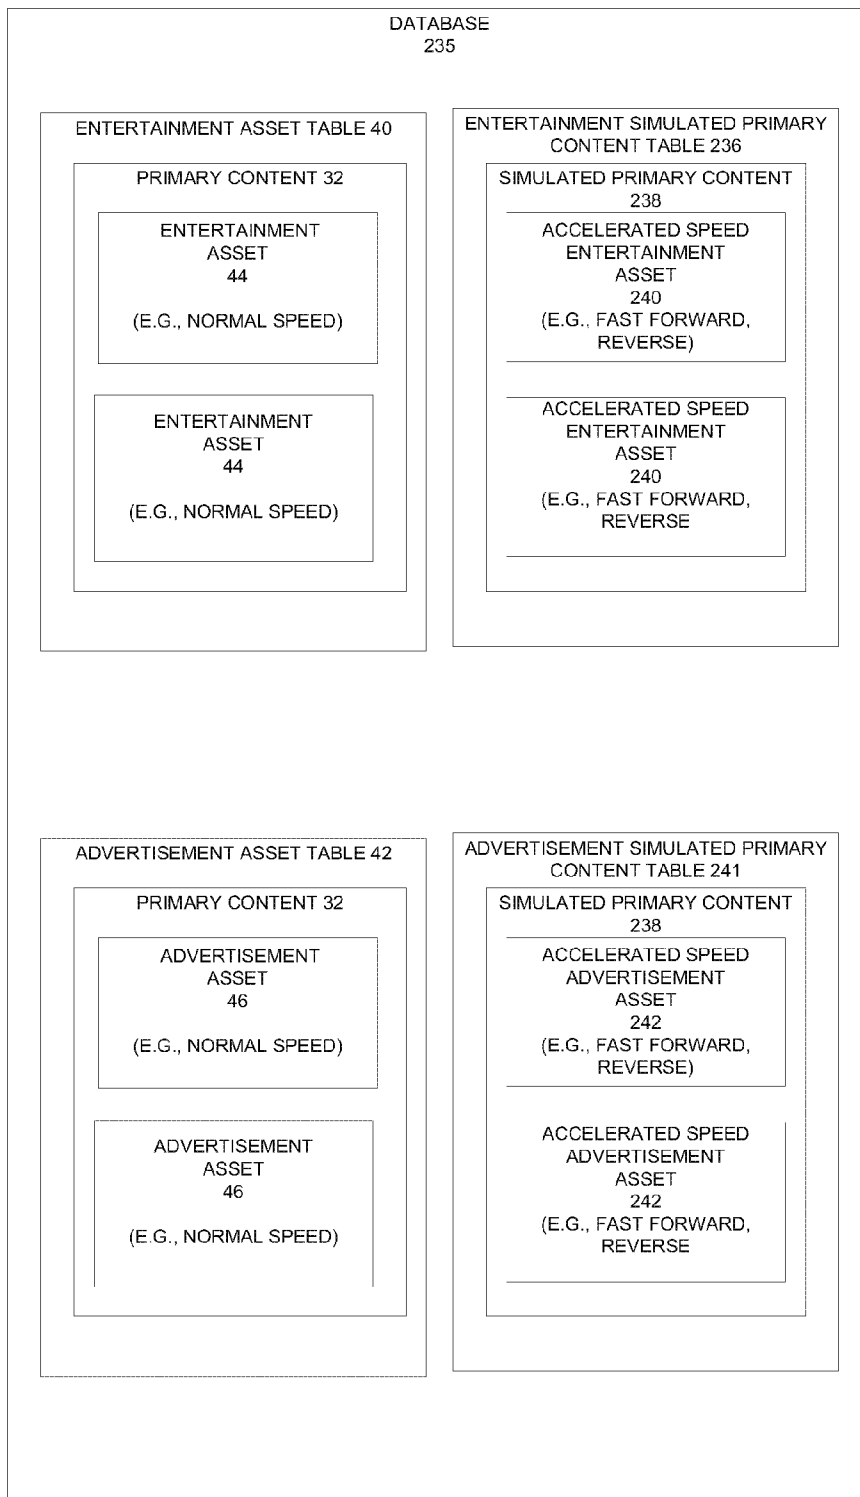 DATABASE
235
ENTERTAINMENT ASSET TABLE 40
PRIMARY CONTENT 32
ENTERTAINMENT
ASSET
44
(E.G., NORMAL SPEED)
ENTERTAINMENT
ASSET
44
(E.G., NORMAL SPEED)
ENTERTAINMENT SIMULATED PRIMARY
CONTENT TABLE 236
SIMULATED PRIMARY CONTENT
238
ACCELERATED SPEED
ENTERTAINMENT
ASSET
240
(E.G., FAST FORWARD,
REVERSE)
ACCELERATED SPEED
ENTERTAINMENT
ASSET
240
(E.G., FAST FORWARD,
REVERSE
ADVERTISEMENT ASSET TABLE 42
PRIMARY CONTENT 32
ADVERTISEMENT
ASSET
46
(E.G., NORMAL SPEED)
ADVERTISEMENT
ASSET
46
(E.G., NORMAL SPEED)
ADVERTISEMENT SIMULATED PRIMARY
CONTENT TABLE 241
SIMULATED PRIMARY CONTENT
238
ACCELERATED SPEED
ADVERTISEMENT
ASSET
242
(E.G., FAST FORWARD,
REVERSE)
ACCELERATED SPEED
ADVERTISEMENT
ASSET
242
(E.G., FAST FORWARD,
REVERSE